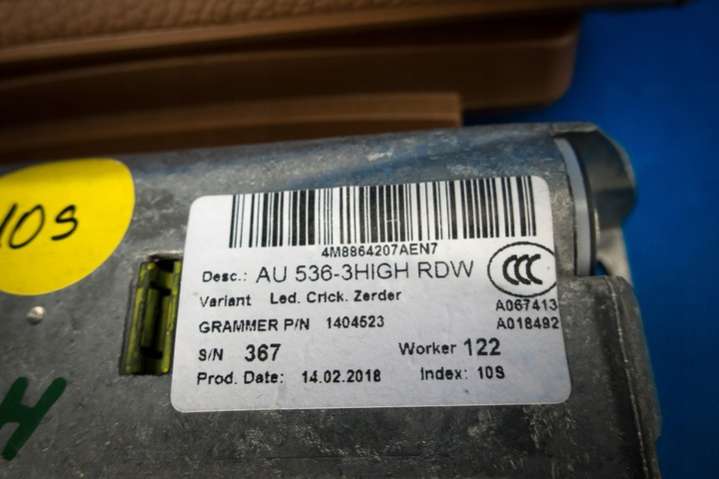 10S
4M8864207AEN7
Desc.: AU 536-3HIGH RDW
CCC
Variant Led. Crick. Zerder
A067413
GRAMMER P/N 1404523
A018492
S/N 367 Worker 122
Prod. Date: 14.02.2018 Index: 10S
H